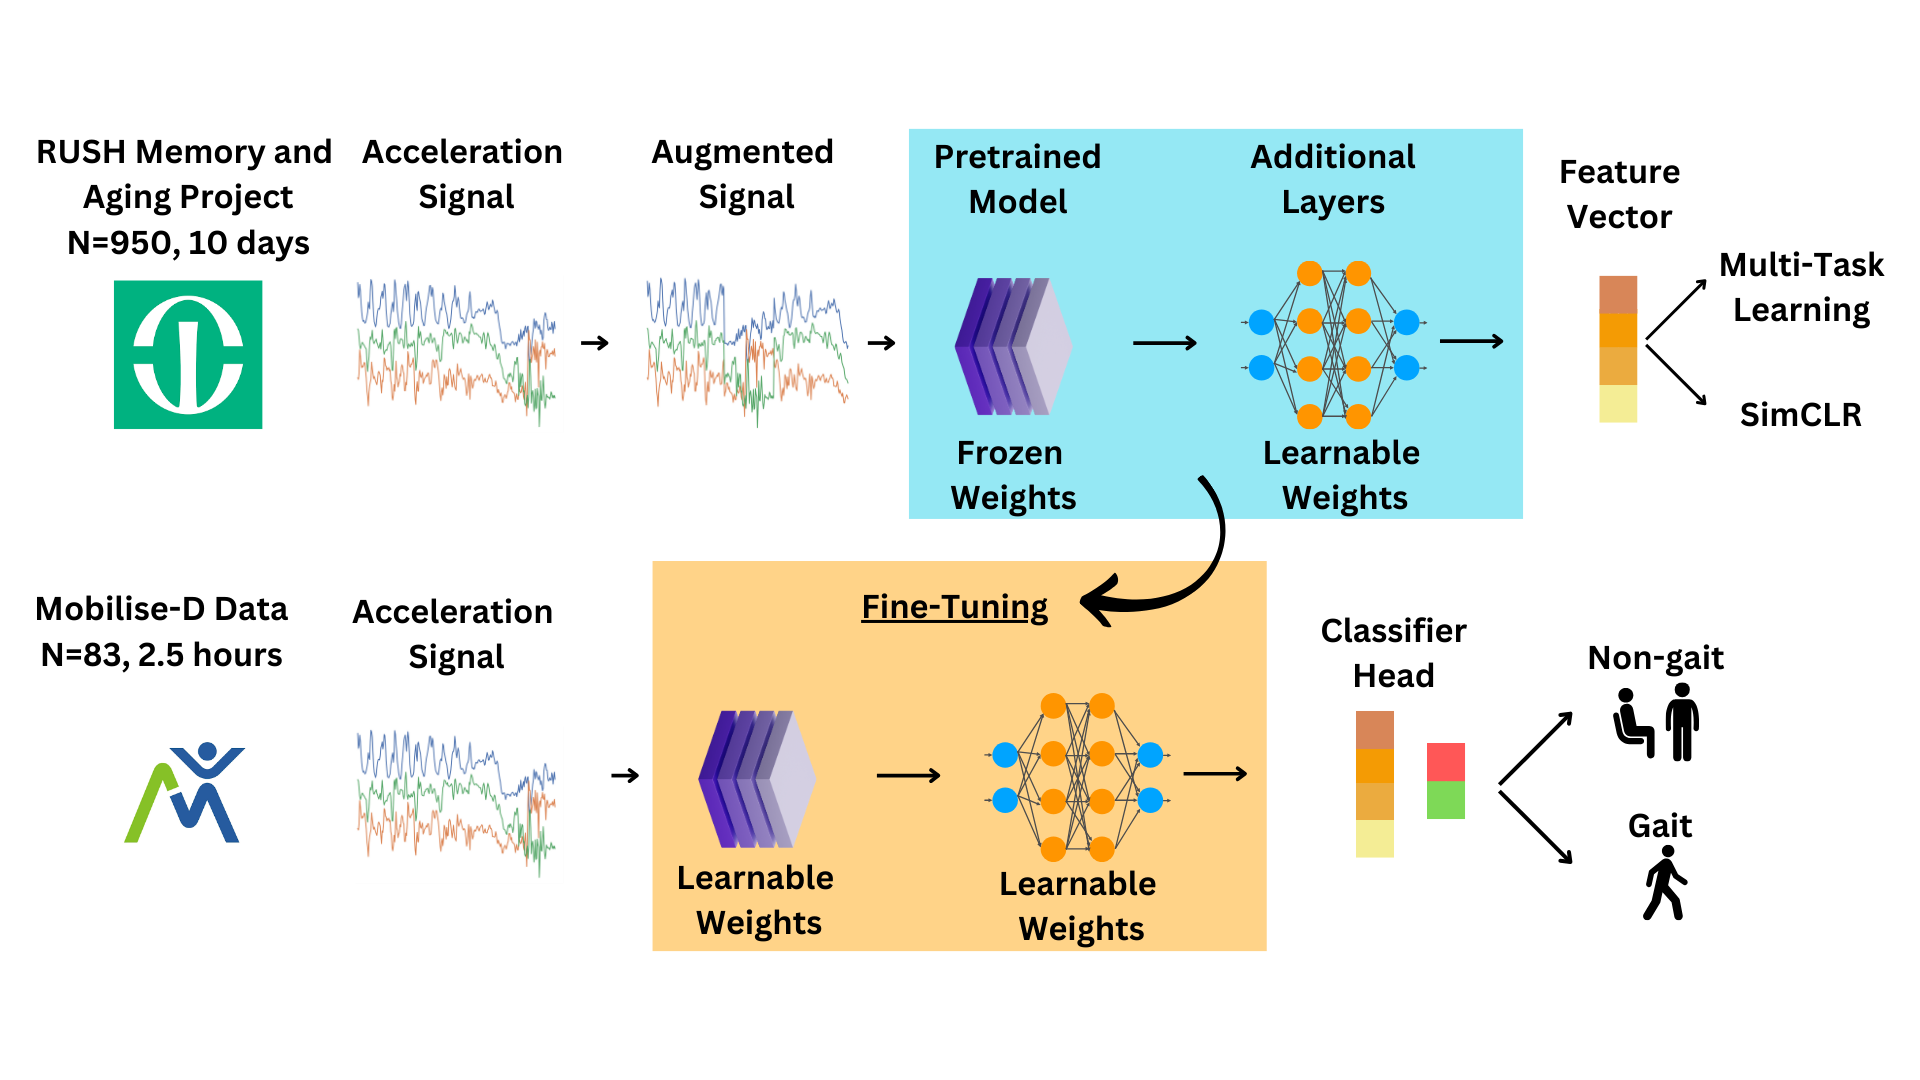 RUSH Memory and
Aging Project
N=950, 10 days
Acceleration
Signal
Augmented
Signal
Pretrained
Model
Additional
Layers
Feature
Vector
Multi-Task
Learning
SimCLR
Frozen
Weights
Learnable
Weights
Mobilise-D Data
N=83, 2.5 hours
Acceleration
Signal
Fine-Tuning
Learnable
Weights
Learnable
Weights
Classifier
Head
Non-gait
Gait